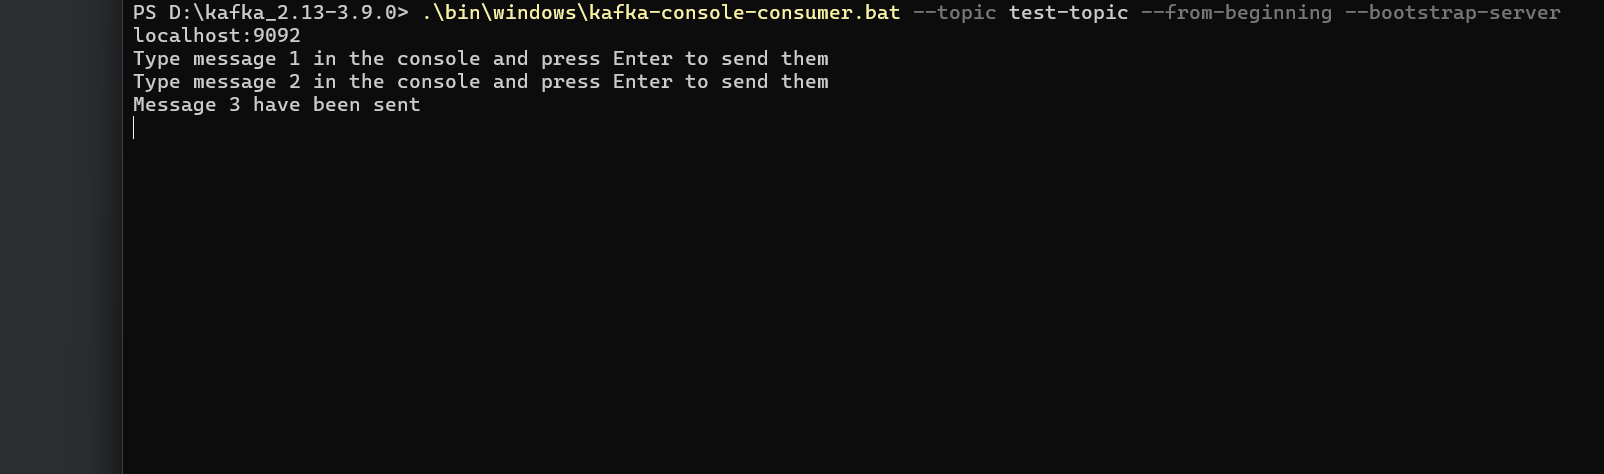 PS D:\kafka_2.13-3.9.0> .\bin\windows\kafka-console-consumer.bat --topic test-topic --from-beginning --bootstrap-server
localhost:9092
Type message 1 in the console and press Enter to send them
Type message 2 in the console and press Enter to send them
Message 3 have been sent